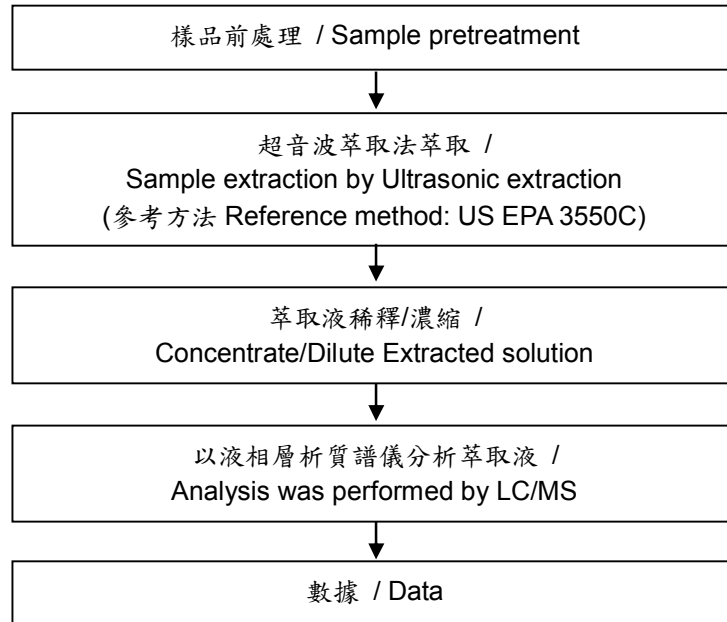 樣品前處理 / Sample pretreatment
超音波萃取法萃取 /
Sample extraction by Ultrasonic extraction
(參考方法 Reference method: US EPA 3550C)
萃取液稀釋/濃縮 /
Concentrate/Dilute Extracted solution
以液相層析質譜儀分析萃取液 /
Analysis was performed by LC/MS
數據 / Data